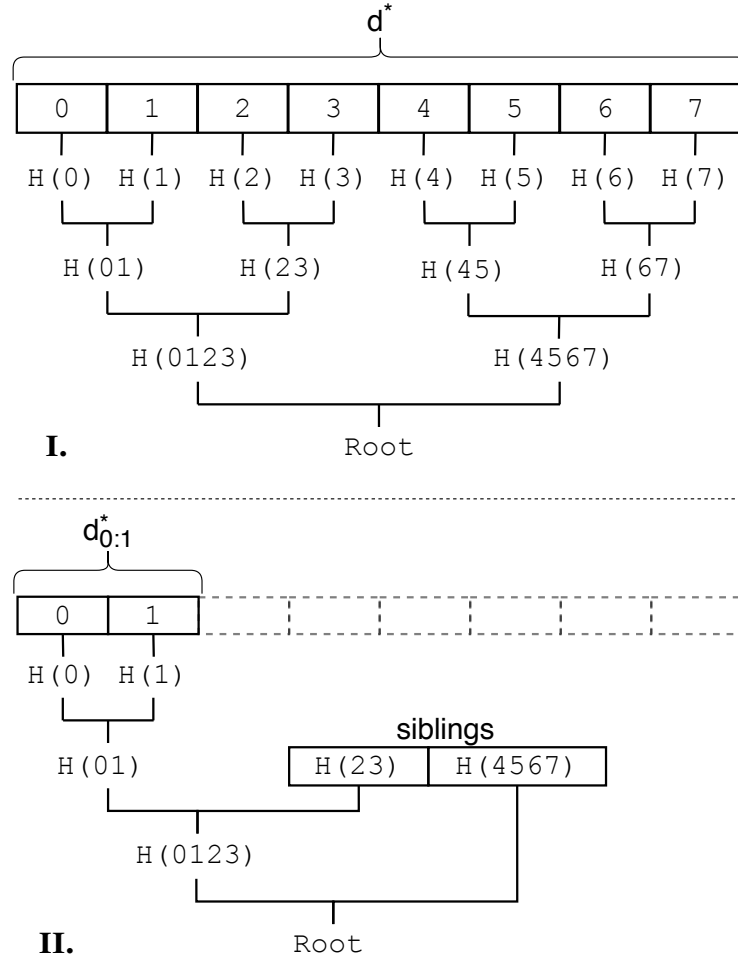 d*
0 1 2 3 4 5 6 7
H(0) H(1) H(2) H(3) H(4) H(5) H(6) H(7)
H(01) H(23) H(45) H(67)
H(0123) H(4567)
I. Root
d*0:1
0 1
H(0) H(1)
siblings
H(01) H(23) H(4567)
H(0123)
II. Root